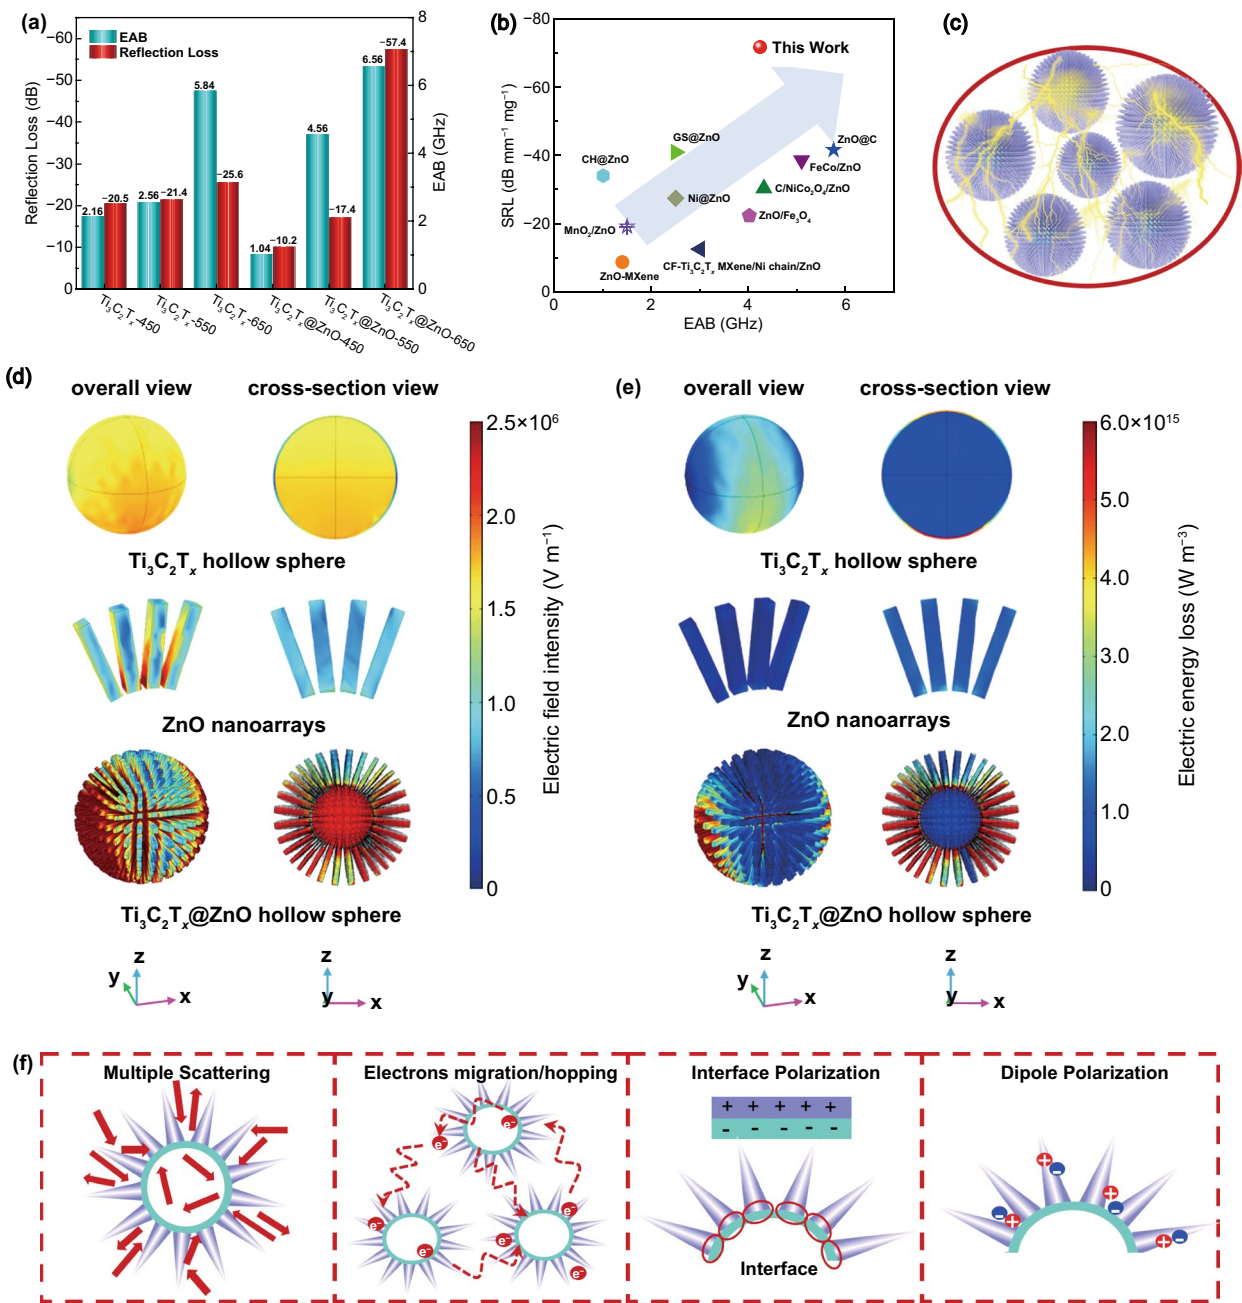 (a)
EAB
Reflection Loss
Reflection Loss (dB)
−60
−50
−40
−30
−20
−10
0
8
7
6
5
4
3
2
1
0
EAB (GHz)
2.16
−20.5
2.56
−21.4
5.84
−25.6
1.04
−10.2
4.56
−17.4
6.56
−57.4
Ti₃C₂Tₓ-450
Ti₃C₂Tₓ-550
Ti₃C₂Tₓ-650
Ti₃C₂Tₓ@ZnO-450
Ti₃C₂Tₓ@ZnO-550
Ti₃C₂Tₓ@ZnO-650
(b)
SRL (dB mm⁻¹ mg⁻¹)
−80
−60
−40
−20
0
0
2
4
6
EAB (GHz)
This Work
GS@ZnO
ZnO@C
CH@ZnO
FeCo/ZnO
C/NiCo₂O₄/ZnO
Ni@ZnO
ZnO/Fe₃O₄
MnO₂/ZnO
CF-Ti₃C₂Tₓ MXene/Ni chain/ZnO
ZnO-MXene
(c)
(d)
overall view
cross-section view
Ti₃C₂Tₓ hollow sphere
ZnO nanoarrays
Ti₃C₂Tₓ@ZnO hollow sphere
2.5×10⁶
2.0
1.5
1.0
0.5
0
Electric field intensity (V m⁻¹)
z
y
x
z
y
x
(e)
overall view
cross-section view
Ti₃C₂Tₓ hollow sphere
ZnO nanoarrays
Ti₃C₂Tₓ@ZnO hollow sphere
6.0×10¹⁵
5.0
4.0
3.0
2.0
1.0
0
Electric energy loss (W m⁻³)
z
y
x
z
y
x
(f)
Multiple Scattering
Electrons migration/hopping
e⁻
e⁻
e⁻
e⁻
e⁻
e⁻
e⁻
Interface Polarization
+ + + + +
- - - - -
Interface
Dipole Polarization
+
-
+
-
-
+
+
-